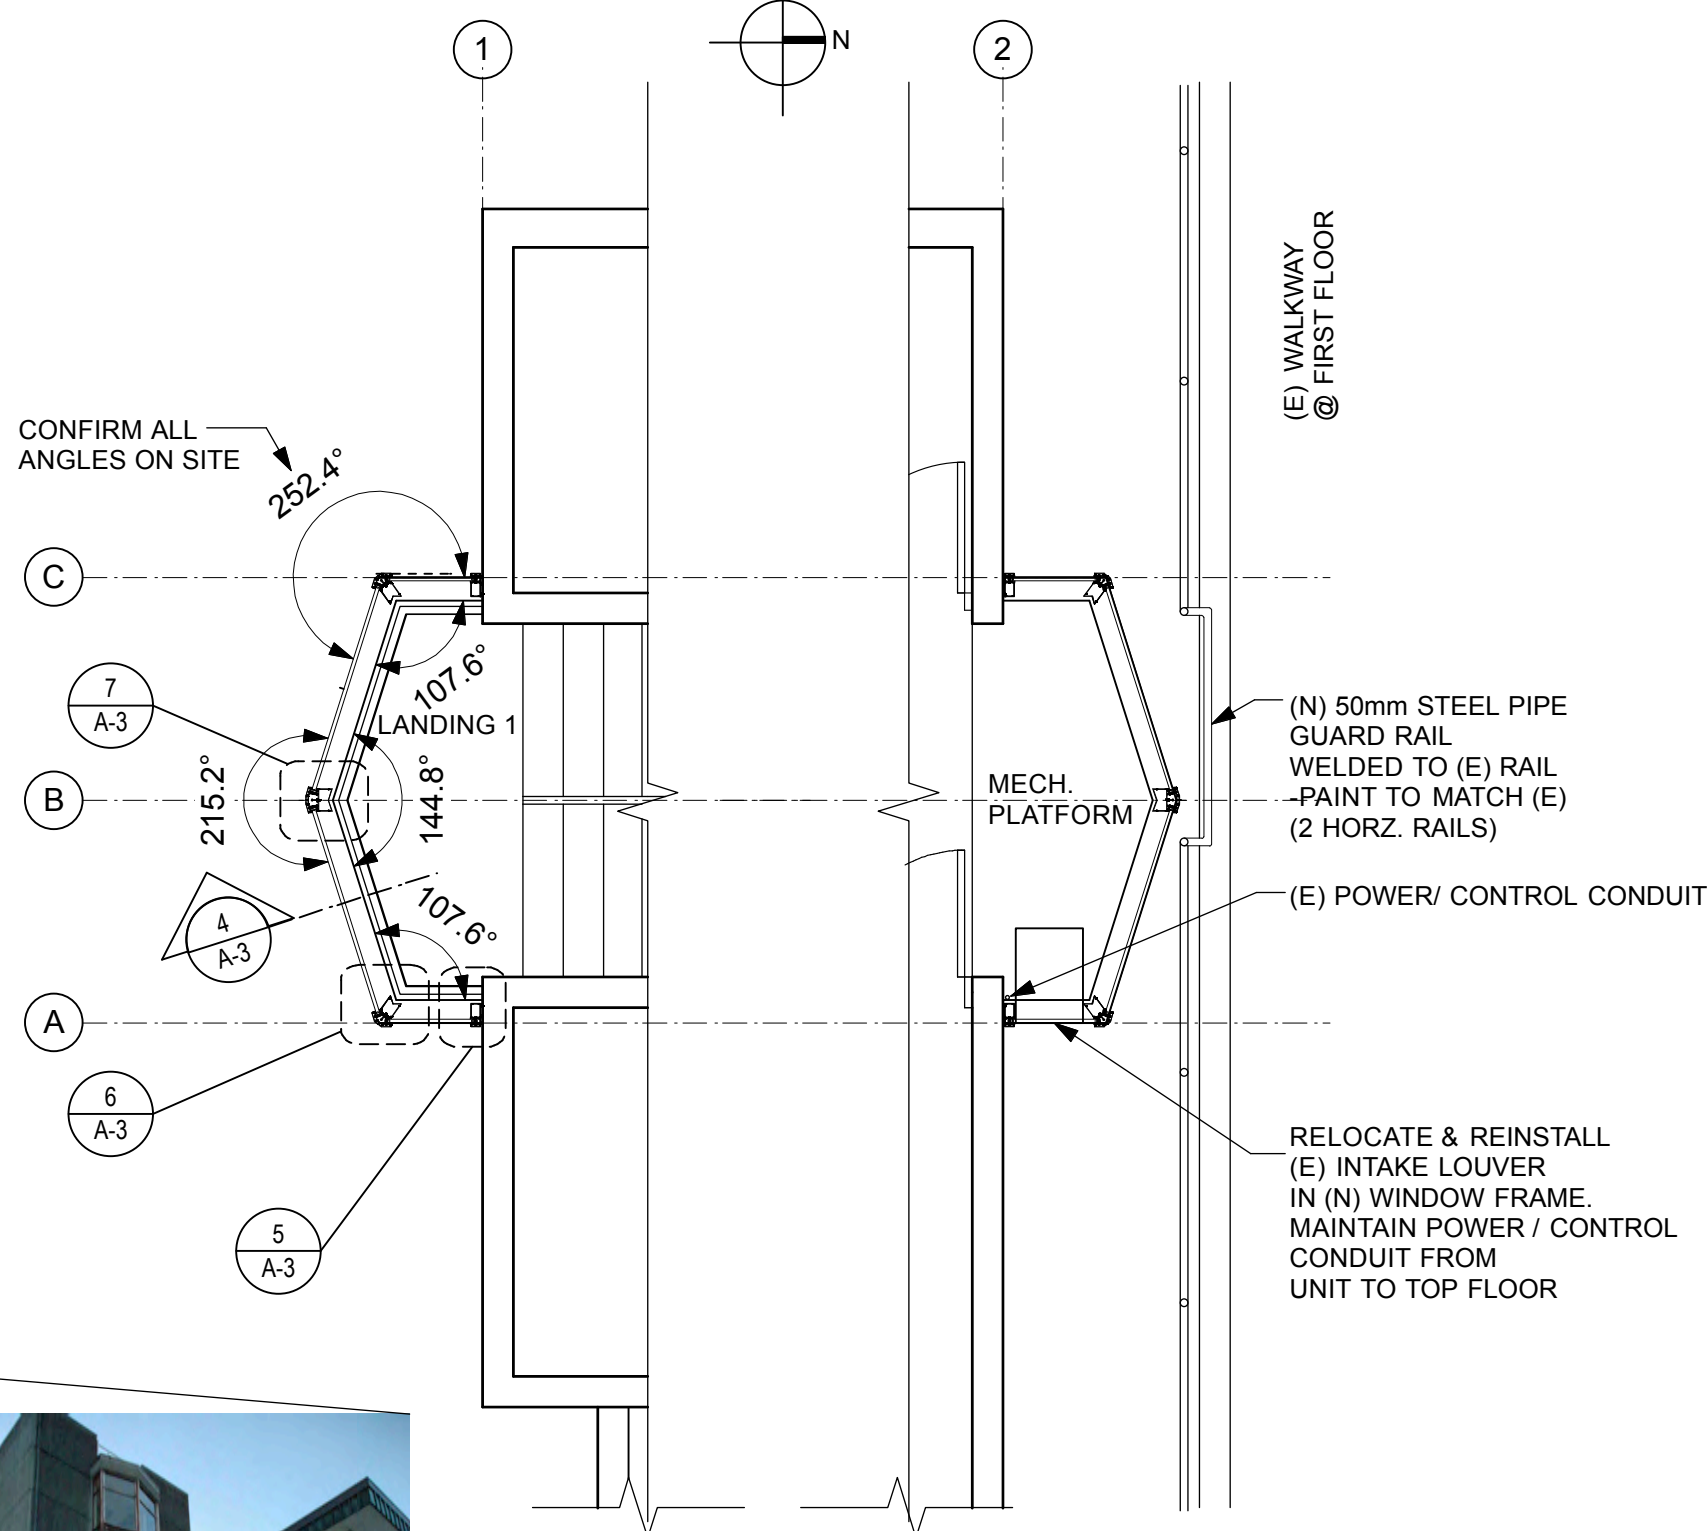 1
N
2
(E) WALKWAY
@ FIRST FLOOR
CONFIRM ALL
ANGLES ON SITE
252.4°
C
107.6°
7
A-3
LANDING 1
(N) 50mm STEEL PIPE
GUARD RAIL
WELDED TO (E) RAIL
-PAINT TO MATCH (E)
(2 HORZ. RAILS)
215.2°
144.8°
B
MECH.
PLATFORM
4
A-3
107.6°
(E) POWER/ CONTROL CONDUIT
A
6
A-3
RELOCATE & REINSTALL
(E) INTAKE LOUVER
IN (N) WINDOW FRAME.
MAINTAIN POWER / CONTROL
CONDUIT FROM
UNIT TO TOP FLOOR
5
A-3